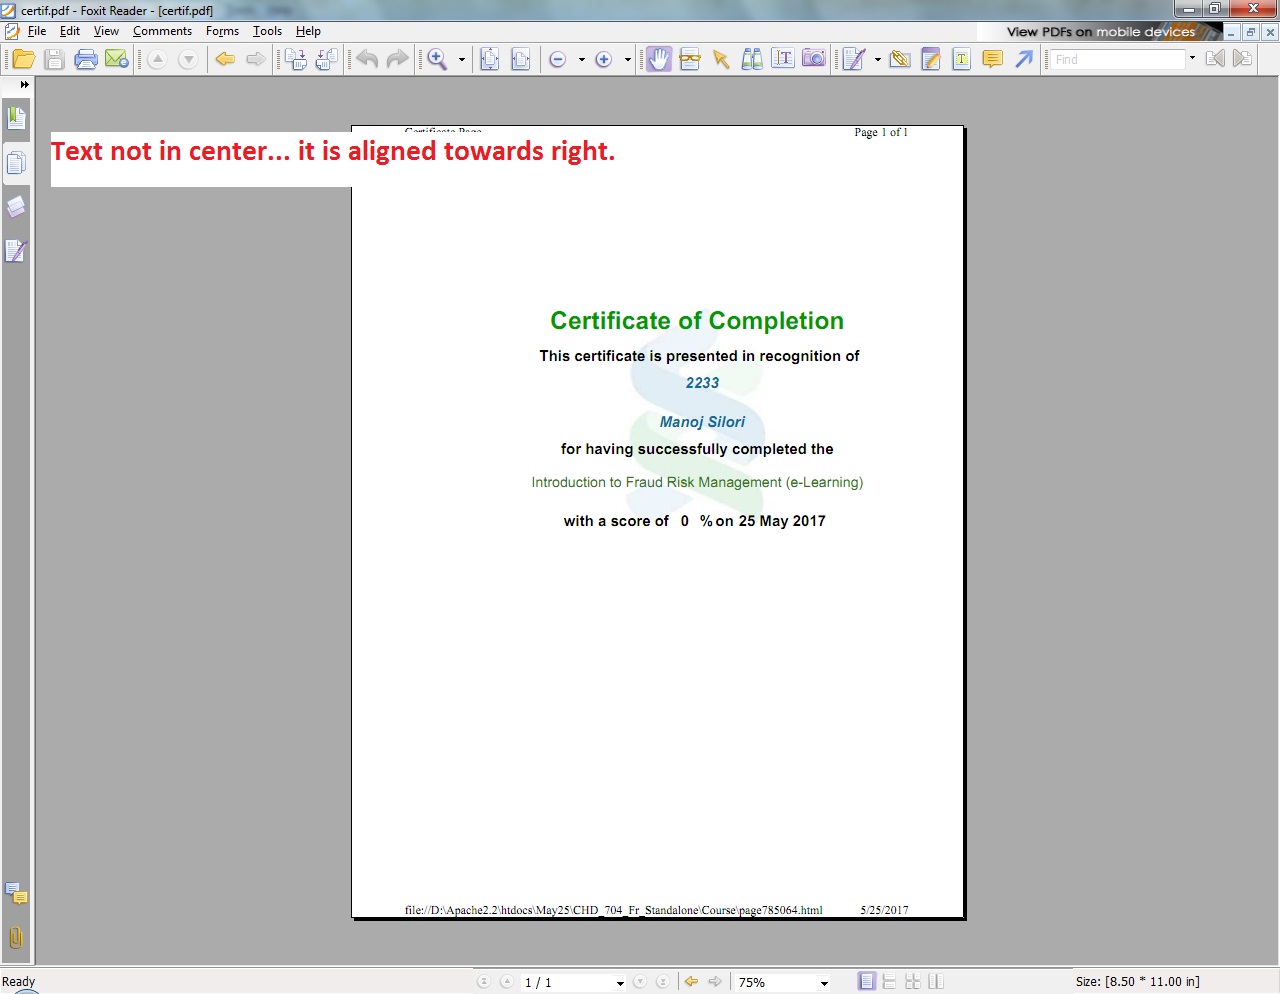 certif.pdf - Foxit Reader - [certif.pdf]
File Edit View Comments Forms Tools Help
View PDFs on mobile devices
Find
Certificate Page
Page 1 of 1
Text not in center... it is aligned towards right.
Certificate of Completion
This certificate is presented in recognition of
2233
Manoj Silori
for having successfully completed the
Introduction to Fraud Risk Management (e-Learning)
with a score of 0 % on 25 May 2017
file://D:\Apache2.2\htdocs\May25\CHD_704_Fr_Standalone\Course\page785064.html
5/25/2017
Ready
1 / 1
75%
Size: [8.50 * 11.00 in]